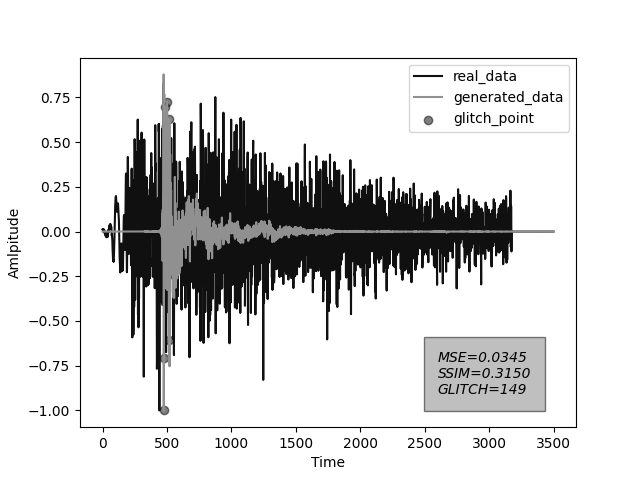 real_data
generated_data
glitch_point
0.75
0.50
0.25
0.00
−0.25
−0.50
−0.75
−1.00
Amlpitude
MSE=0.0345
SSIM=0.3150
GLITCH=149
0 500 1000 1500 2000 2500 3000 3500
Time